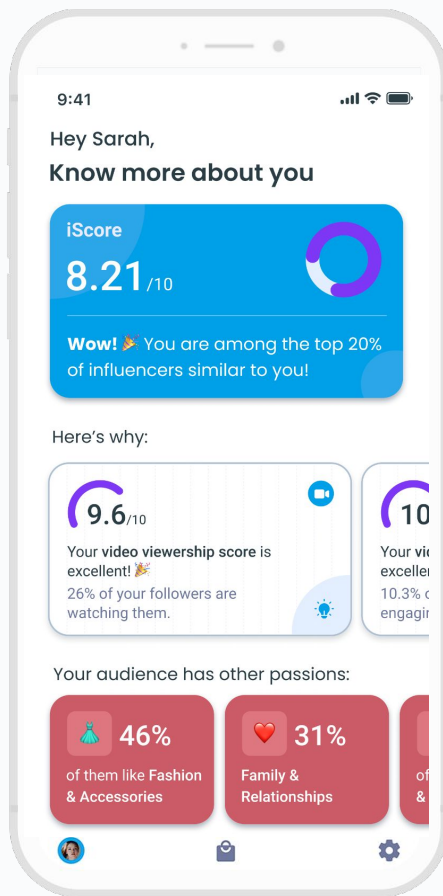 9:41
Hey Sarah,
Know more about you
iScore
8.21/10
Wow! 🎉 You are among the top 20%
of influencers similar to you!
Here's why:
9.6/10
Your video viewership score is
excellent! 🎉
26% of your followers are
watching them.
10
Your
10.3%
Your audience has other passions:
46%
of them like Fashion
& Accessories
31%
Family &
Relationships
of
&